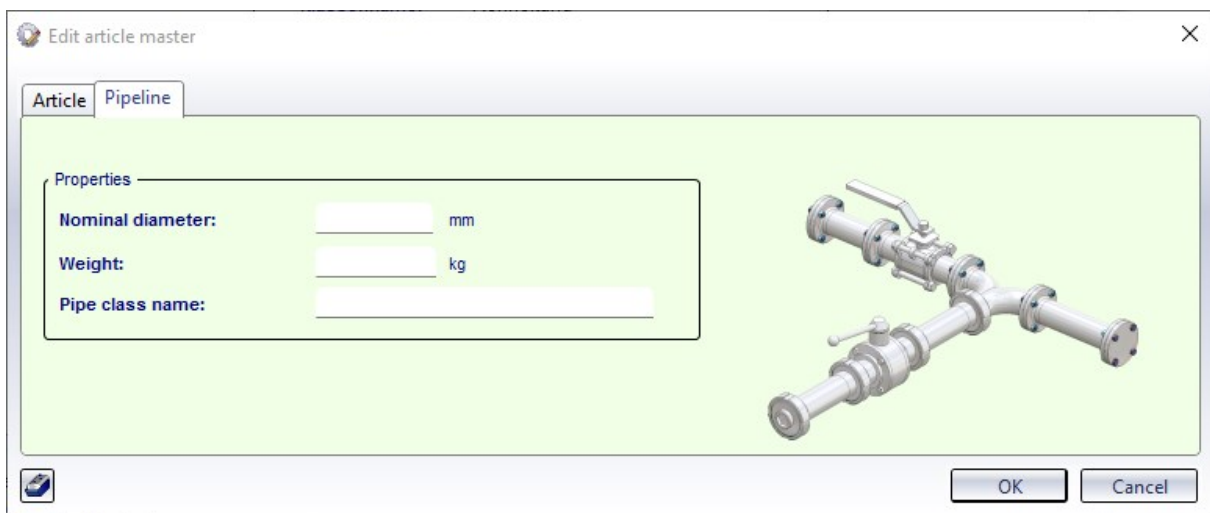 Edit article master
Article Pipeline
Properties
Nominal diameter: mm
Weight: kg
Pipe class name:
OK Cancel